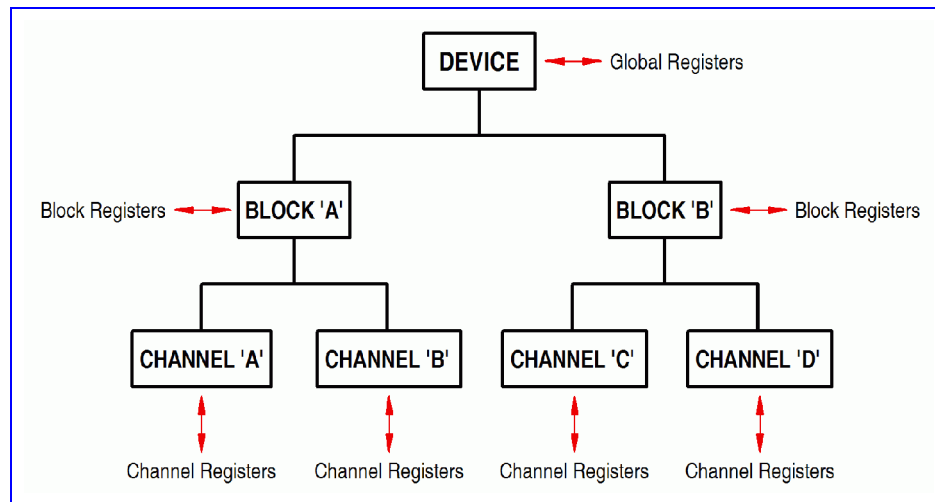 DEVICE
Global Registers
Block Registers
BLOCK 'A'
BLOCK 'B'
Block Registers
CHANNEL 'A'
CHANNEL 'B'
CHANNEL 'C'
CHANNEL 'D'
Channel Registers
Channel Registers
Channel Registers
Channel Registers